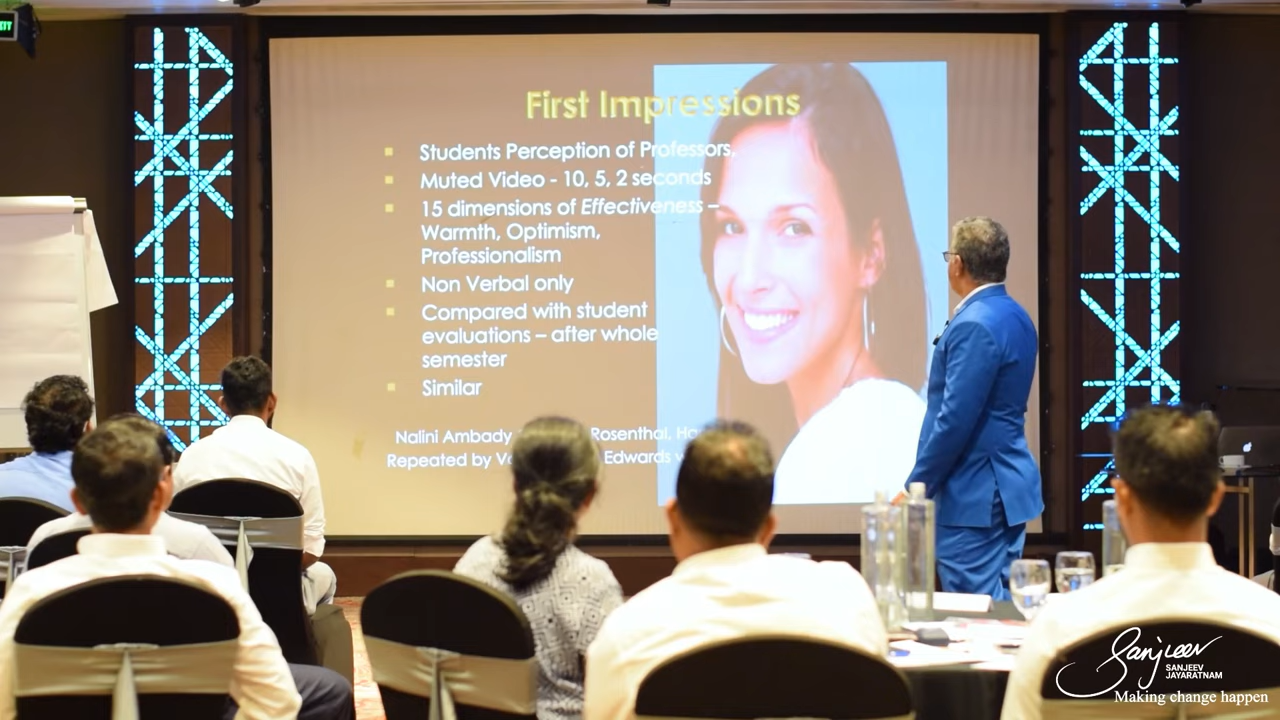 First Impressions
Students Perception of Professors,
Muted Video - 10, 5, 2 seconds
15 dimensions of Effectiveness –
Warmth, Optimism,
Professionalism
Non Verbal only
Compared with student
evaluations – after whole
semester
Similar
Nalini Ambady Rosenthal,
Repeated by Edwards
Sanjeev
SANJEEV
JAYARATNAM
Making change happen